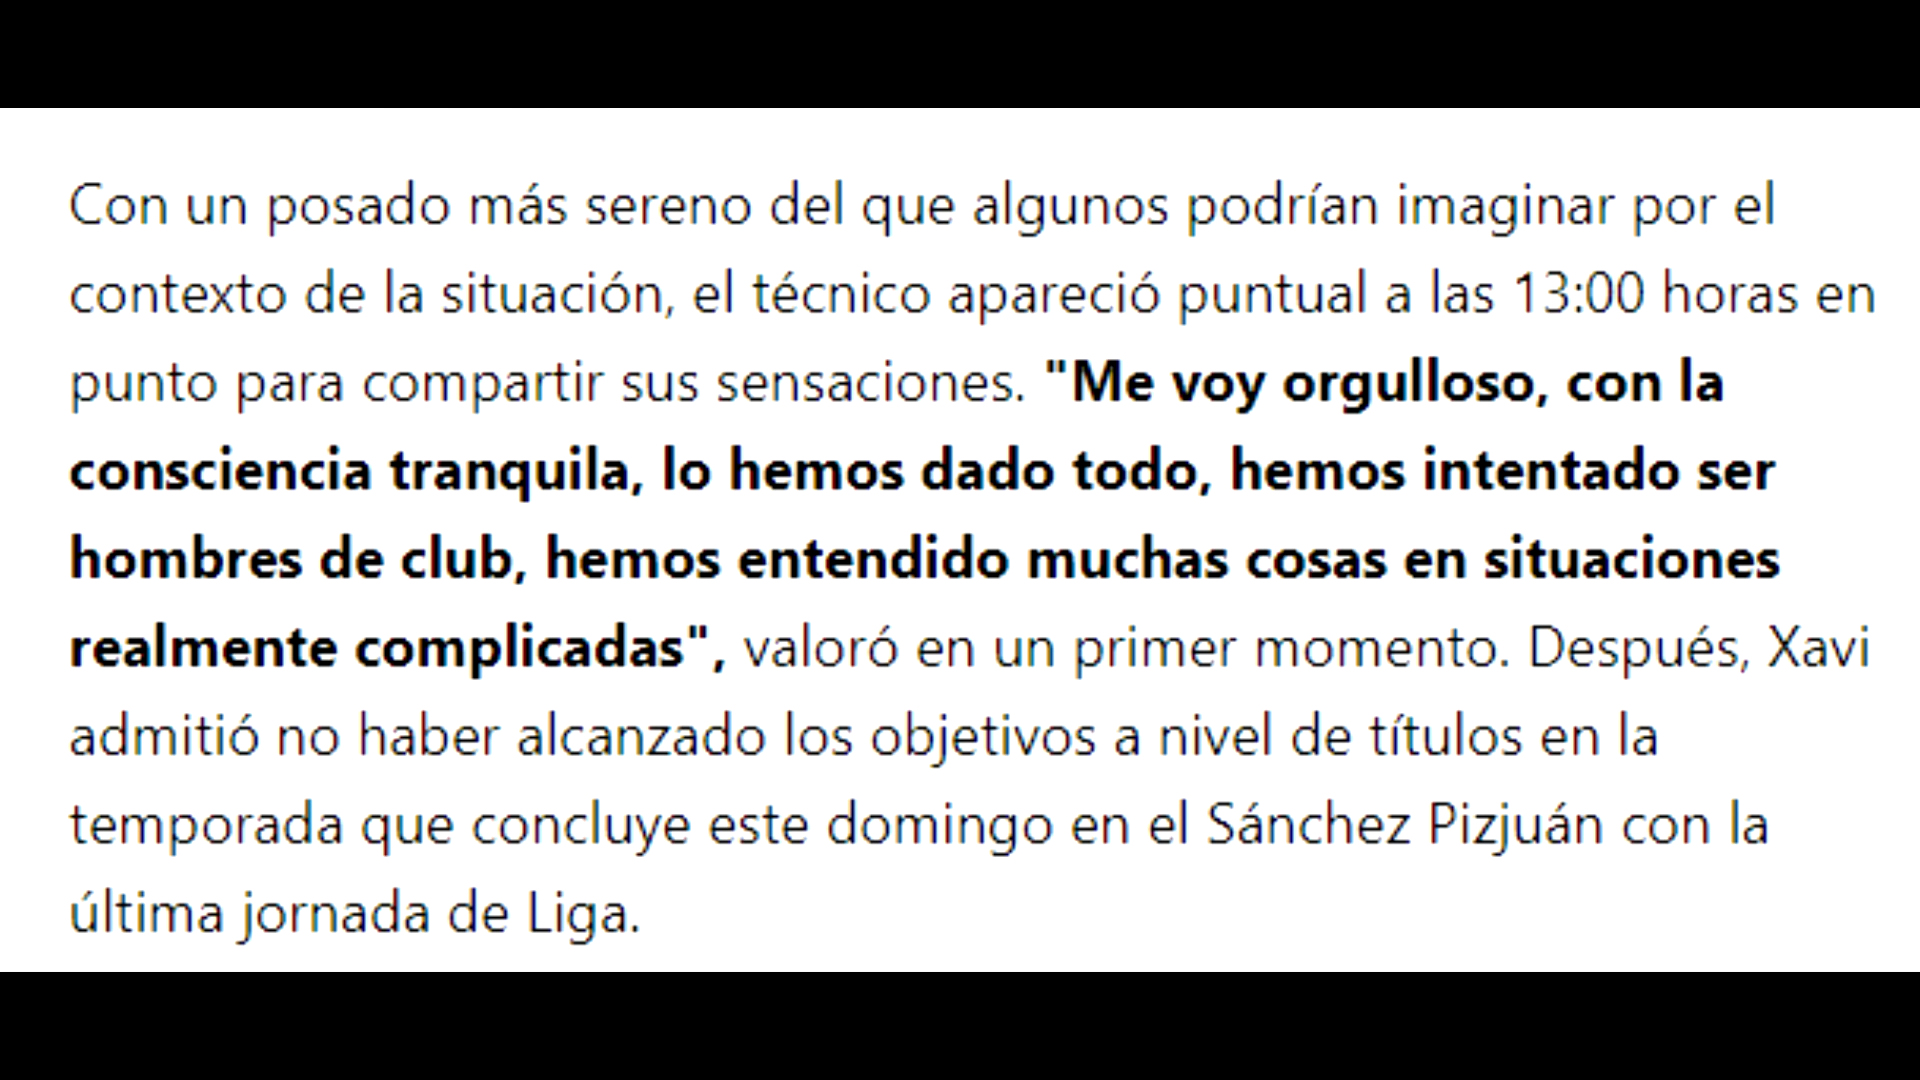 Con un posado más sereno del que algunos podrían imaginar por el
contexto de la situación, el técnico apareció puntual a las 13:00 horas en
punto para compartir sus sensaciones. "Me voy orgulloso, con la
consciencia tranquila, lo hemos dado todo, hemos intentado ser
hombres de club, hemos entendido muchas cosas en situaciones
realmente complicadas", valoró en un primer momento. Después, Xavi
admitió no haber alcanzado los objetivos a nivel de títulos en la
temporada que concluye este domingo en el Sánchez Pizjuán con la
última jornada de Liga.